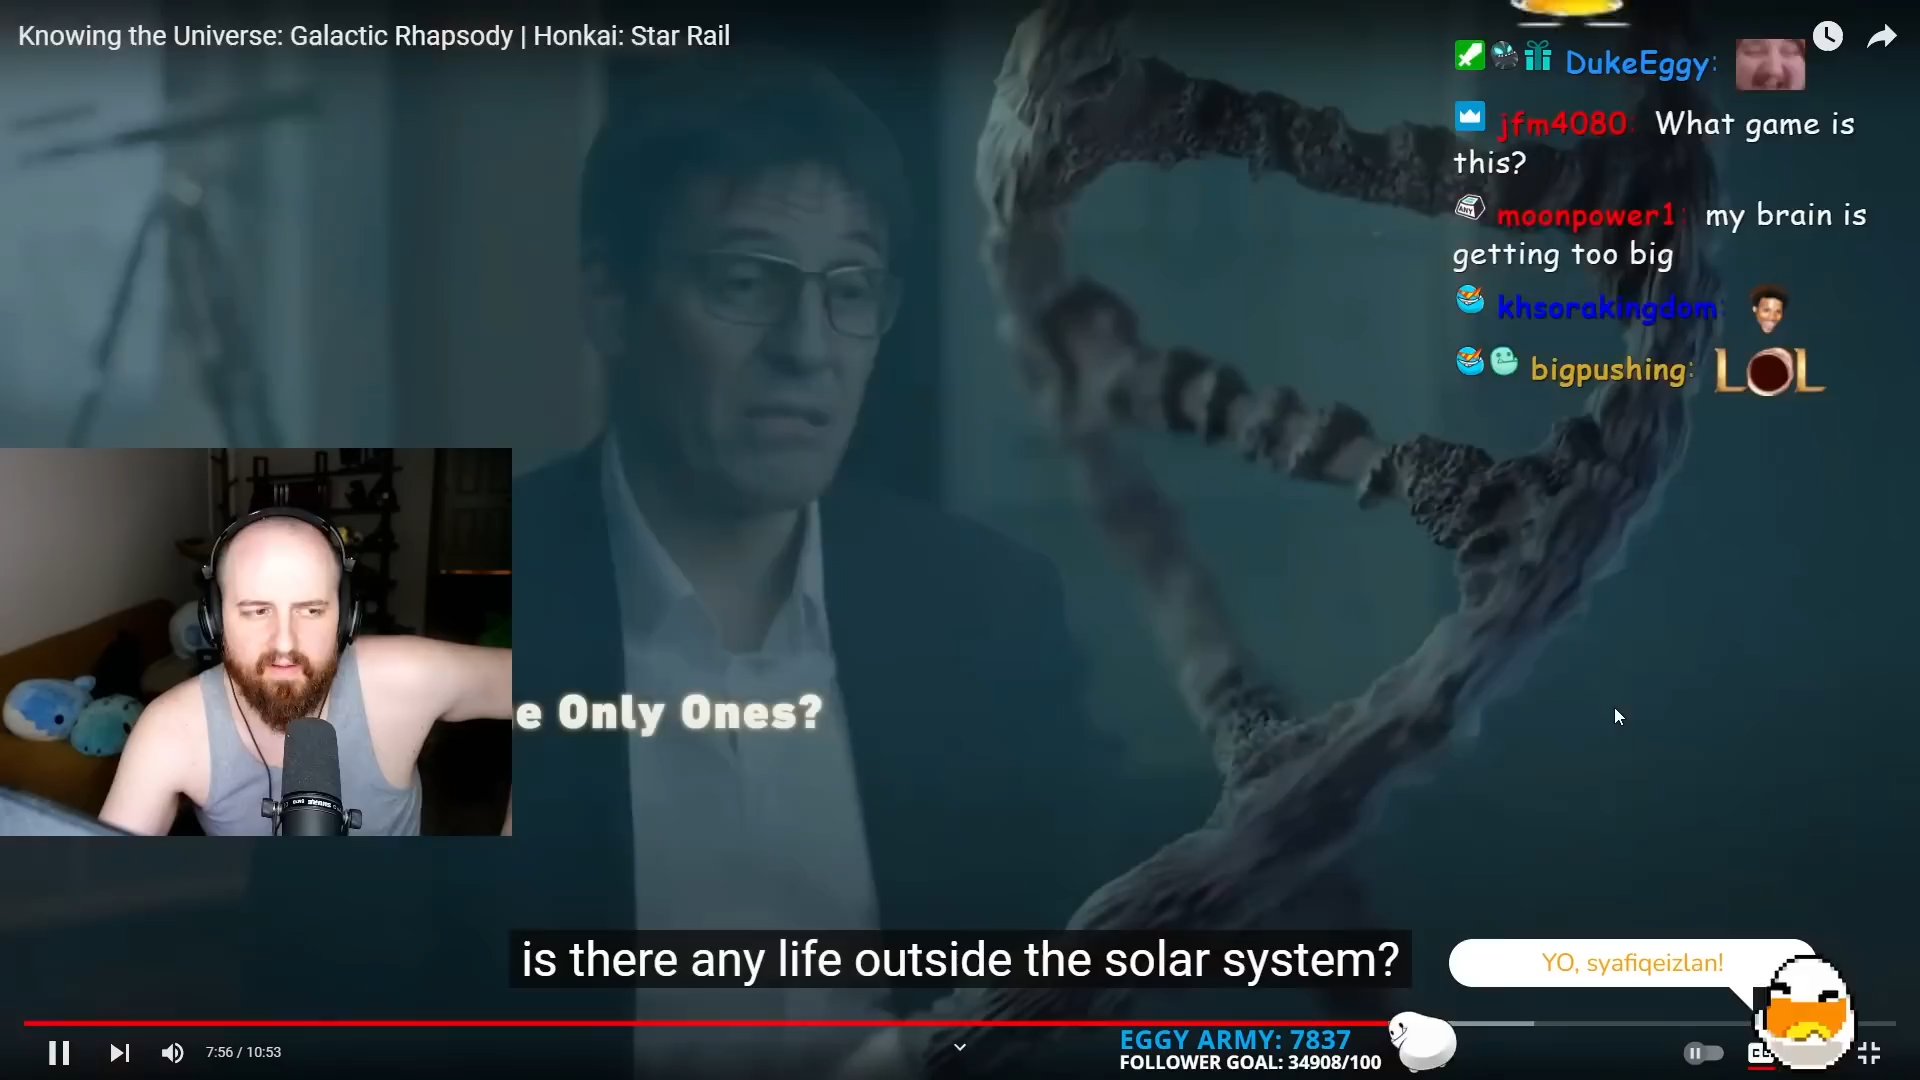 Knowing the Universe: Galactic Rhapsody | Honkai: Star Rail
DukeEggy:
jfm4080: What game is
this?
ANY
moonpower1: my brain is
getting too big
khsorakingdom:
bigpushing: LOL
e Only Ones?
is there any life outside the solar system?
YO, syafiqeizlan!
EGGY ARMY: 7837
FOLLOWER GOAL: 34908/100
7:56 / 10:53